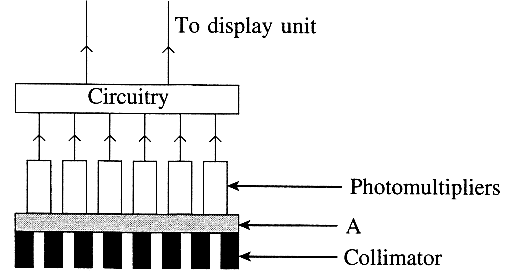 To display unit
Circuitry
Photomultipliers
A
Collimator